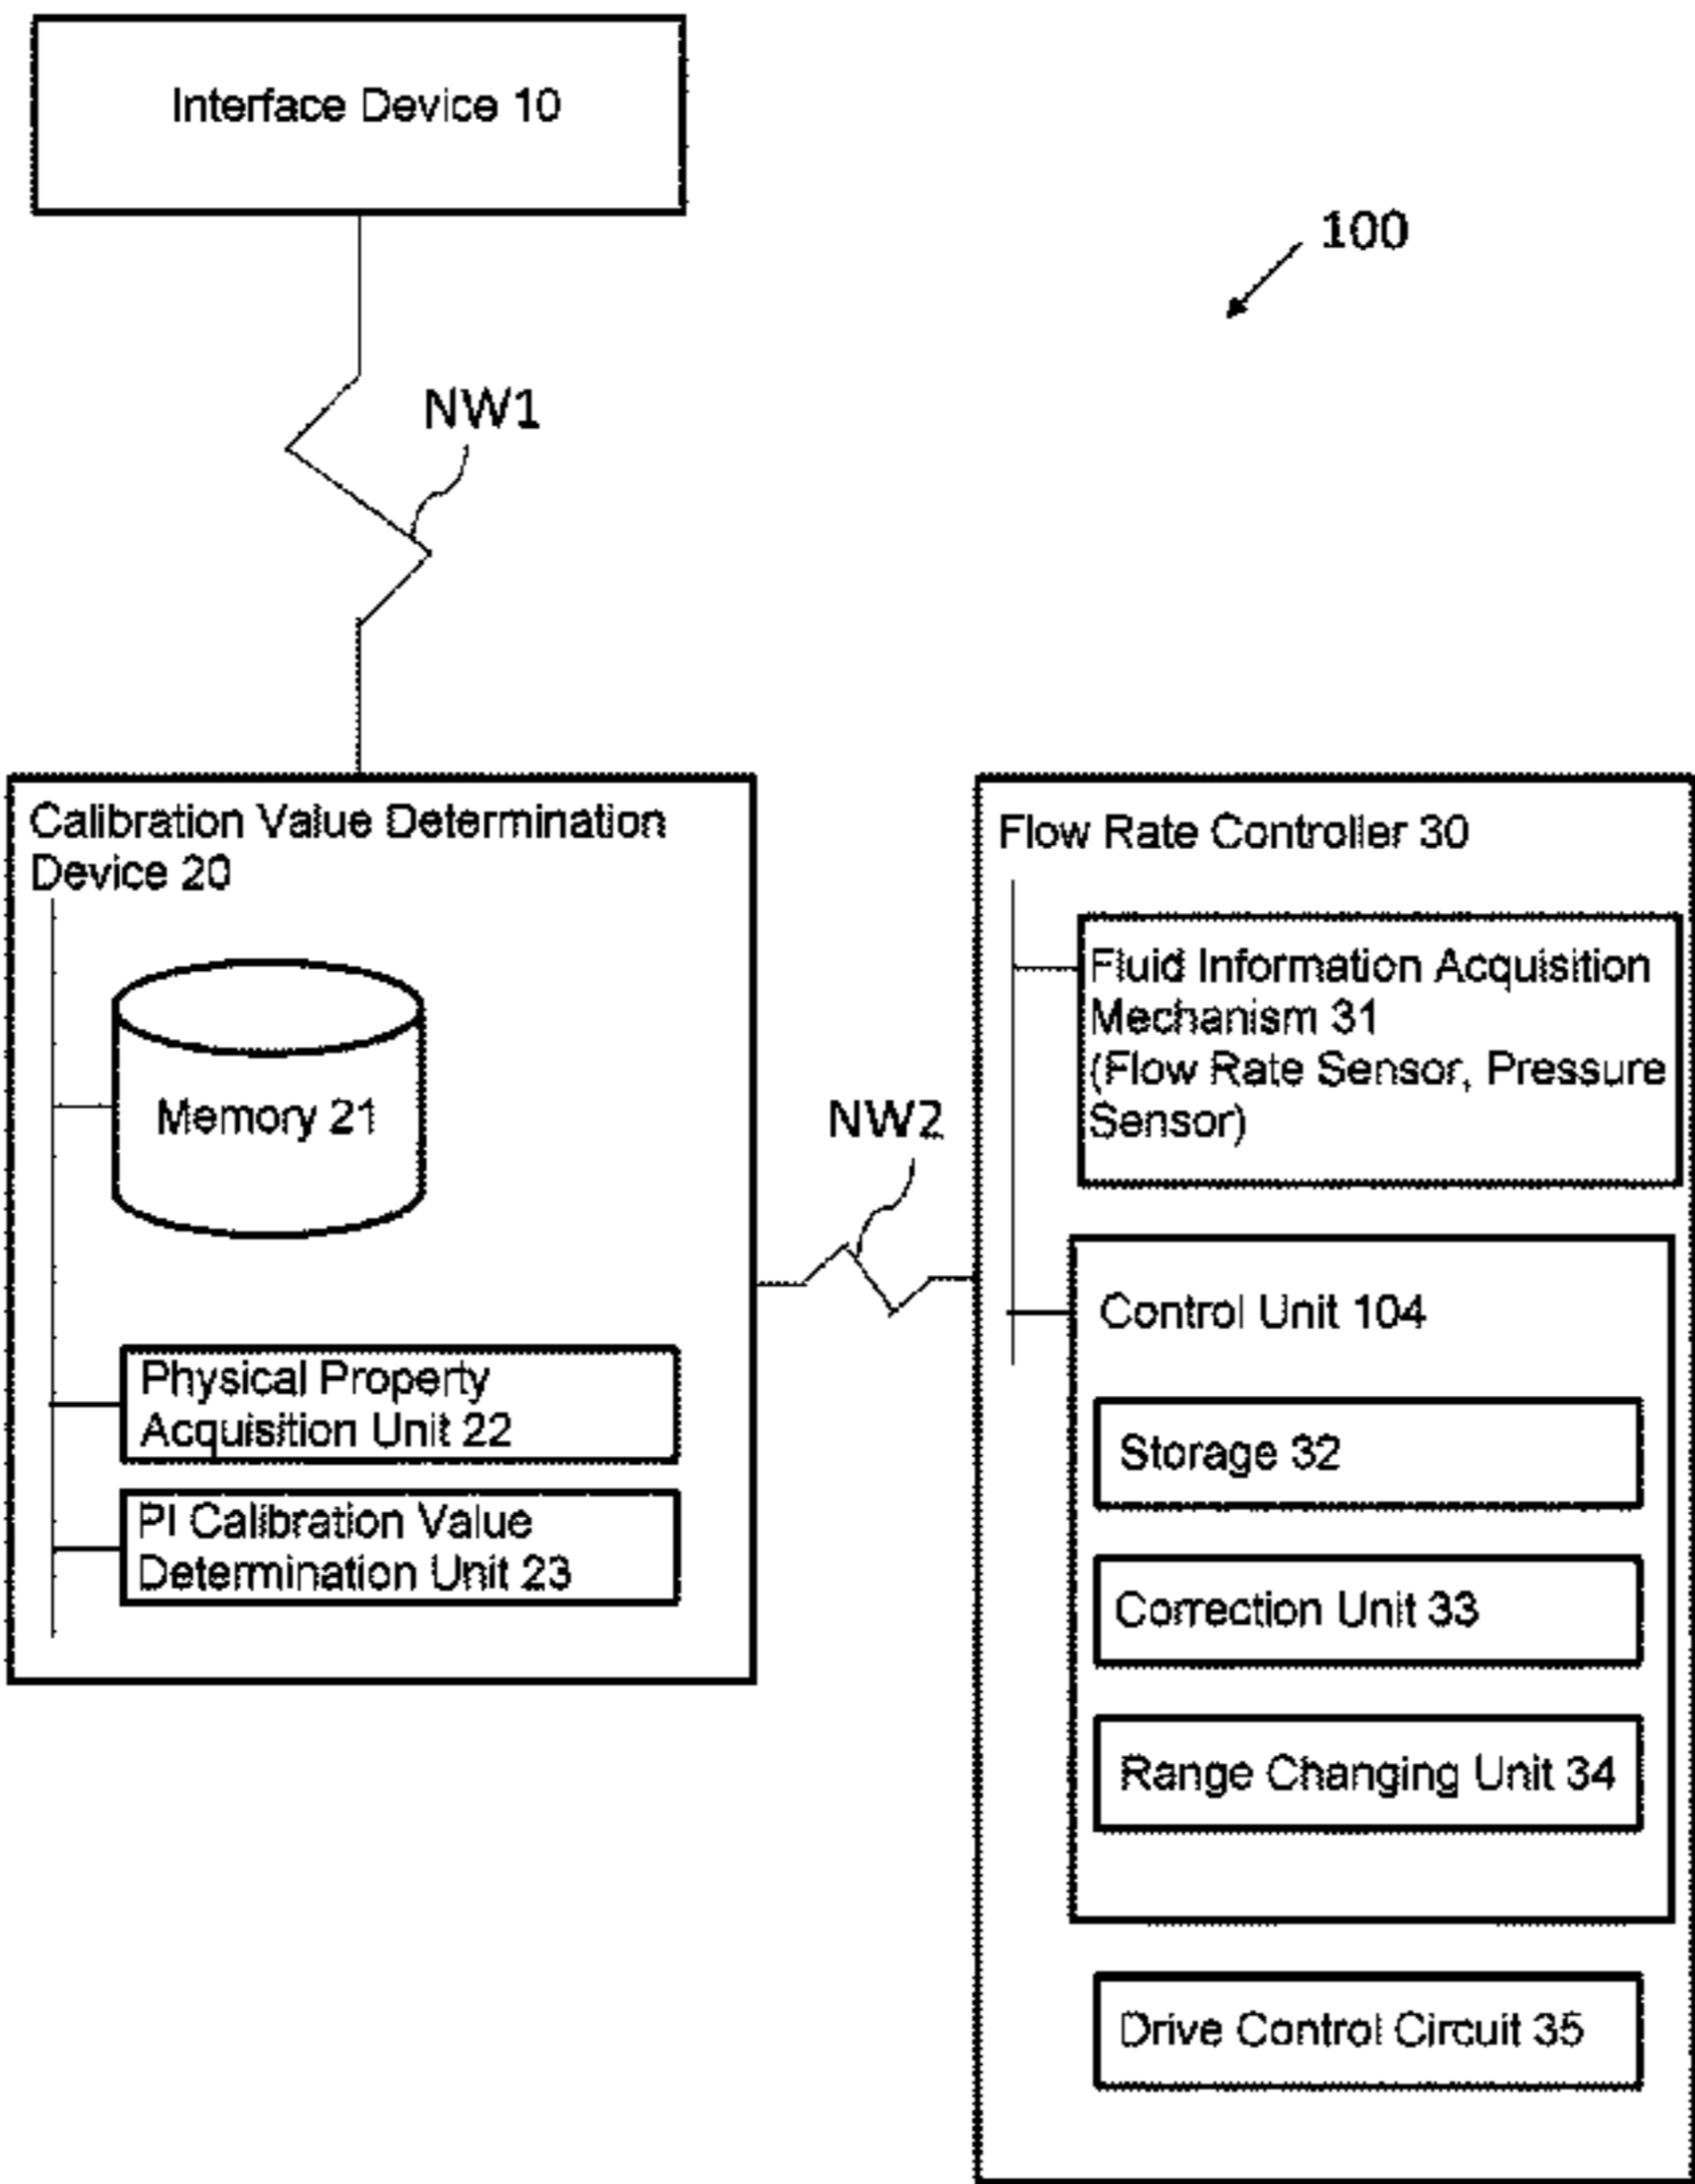 Interface Device 10
100
NW1
Calibration Value Determination
Device 20
Memory 21
Physical Property
Acquisition Unit 22
PI Calibration Value
Determination Unit 23
NW2
Flow Rate Controller 30
Fluid Information Acquisition
Mechanism 31
(Flow Rate Sensor, Pressure
Sensor)
Control Unit 104
Storage 32
Correction Unit 33
Range Changing Unit 34
Drive Control Circuit 35